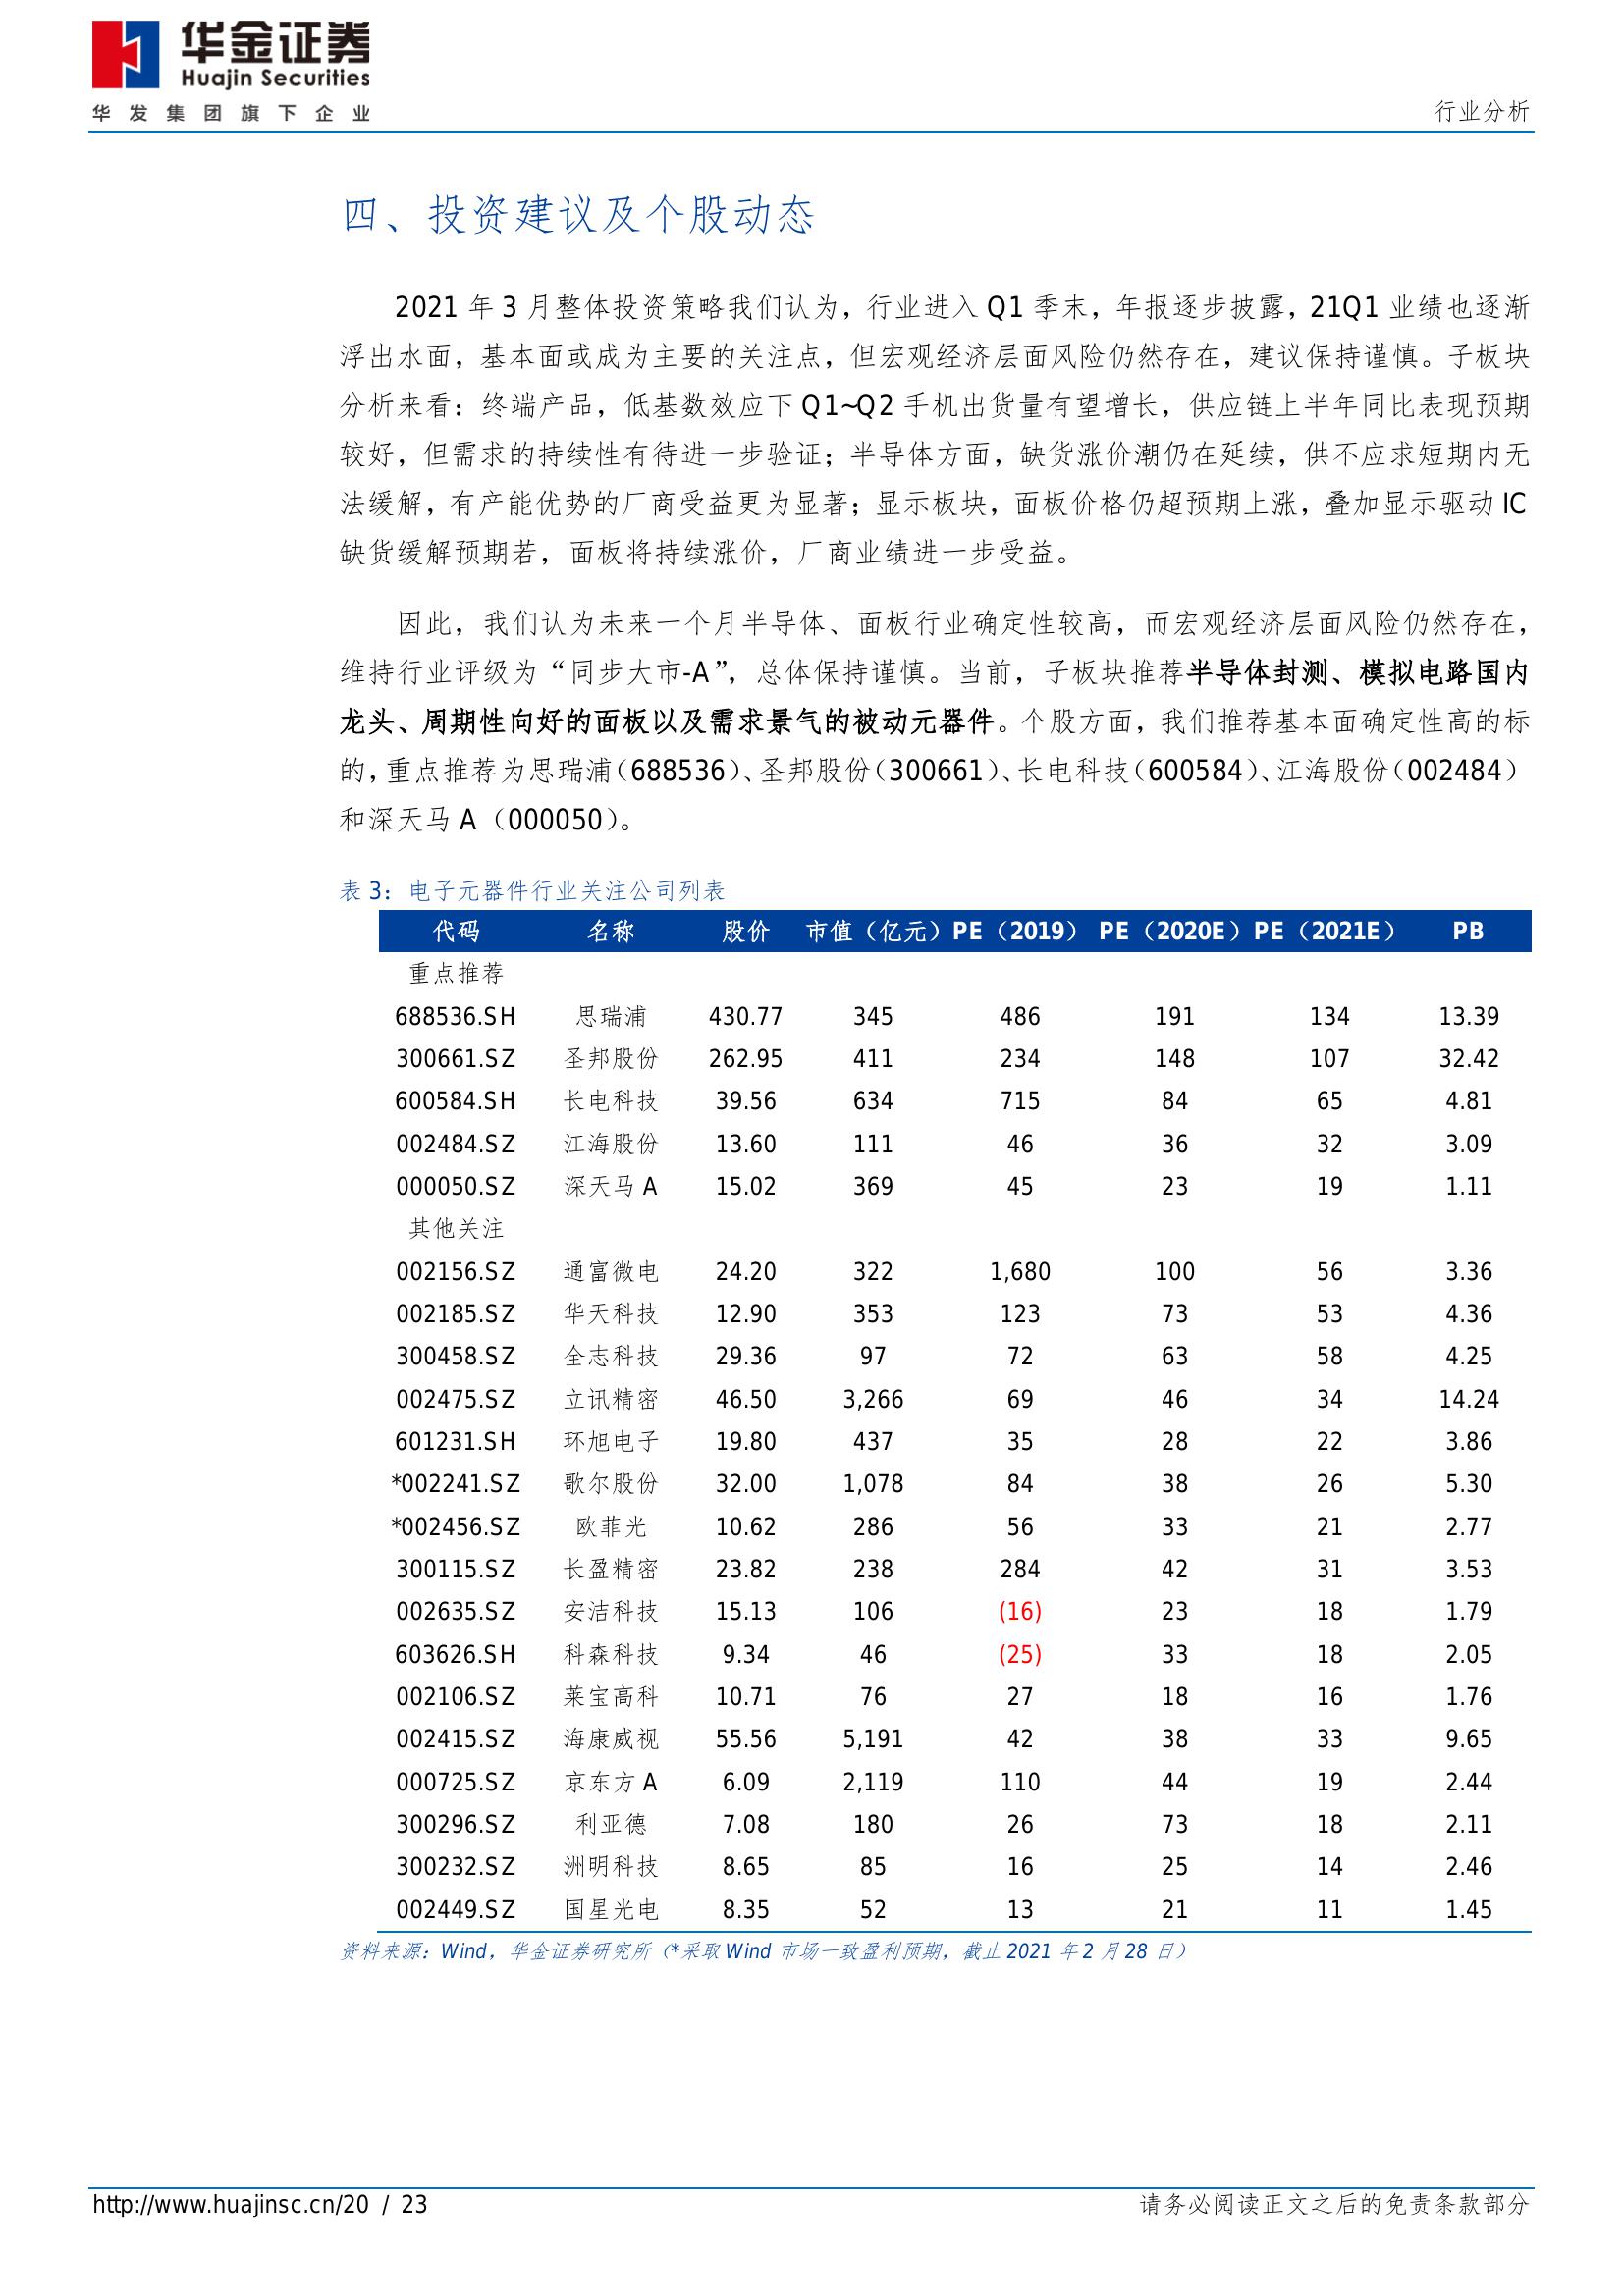 华金证券
Huajin Securities
华发集团旗下企业
行业分析
四、投资建议及个股动态
2021 年 3 月整体投资策略我们认为，行业进入 Q1 季末，年报逐步披露，21Q1 业绩也逐渐
浮出水面，基本面或成为主要的关注点，但宏观经济层面风险仍然存在，建议保持谨慎。子板块
分析来看：终端产品，低基数效应下 Q1~Q2 手机出货量有望增长，供应链上半年同比表现预期
较好，但需求的持续性有待进一步验证；半导体方面，缺货涨价潮仍在延续，供不应求短期内无
法缓解，有产能优势的厂商受益更为显著；显示板块，面板价格仍超预期上涨，叠加显示驱动 IC
缺货缓解预期若，面板将持续涨价，厂商业绩进一步受益。
因此，我们认为未来一个月半导体、面板行业确定性较高，而宏观经济层面风险仍然存在，
维持行业评级为“同步大市-A”，总体保持谨慎。当前，子板块推荐半导体封测、模拟电路国内
龙头、周期性向好的面板以及需求景气的被动元器件。个股方面，我们推荐基本面确定性高的标
的，重点推荐为思瑞浦（688536）、圣邦股份（300661）、长电科技（600584）、江海股份（002484）
和深天马 A（000050）。
表 3：电子元器件行业关注公司列表
代码 名称 股价 市值（亿元） PE（2019） PE（2020E） PE（2021E） PB
重点推荐
688536.SH 思瑞浦 430.77 345 486 191 134 13.39
300661.SZ 圣邦股份 262.95 411 234 148 107 32.42
600584.SH 长电科技 39.56 634 715 84 65 4.81
002484.SZ 江海股份 13.60 111 46 36 32 3.09
000050.SZ 深天马 A 15.02 369 45 23 19 1.11
其他关注
002156.SZ 通富微电 24.20 322 1,680 100 56 3.36
002185.SZ 华天科技 12.90 353 123 73 53 4.36
300458.SZ 全志科技 29.36 97 72 63 58 4.25
002475.SZ 立讯精密 46.50 3,266 69 46 34 14.24
601231.SH 环旭电子 19.80 437 35 28 22 3.86
*002241.SZ 歌尔股份 32.00 1,078 84 38 26 5.30
*002456.SZ 欧菲光 10.62 286 56 33 21 2.77
300115.SZ 长盈精密 23.82 238 284 42 31 3.53
002635.SZ 安洁科技 15.13 106 (16) 23 18 1.79
603626.SH 科森科技 9.34 46 (25) 33 18 2.05
002106.SZ 莱宝高科 10.71 76 27 18 16 1.76
002415.SZ 海康威视 55.56 5,191 42 38 33 9.65
000725.SZ 京东方 A 6.09 2,119 110 44 19 2.44
300296.SZ 利亚德 7.08 180 26 73 18 2.11
300232.SZ 洲明科技 8.65 85 16 25 14 2.46
002449.SZ 国星光电 8.35 52 13 21 11 1.45
资料来源：Wind，华金证券研究所（*采取 Wind 市场一致盈利预期，截止 2021 年 2 月 28 日）
http://www.huajinsc.cn/20 / 23
请务必阅读正文之后的免责条款部分